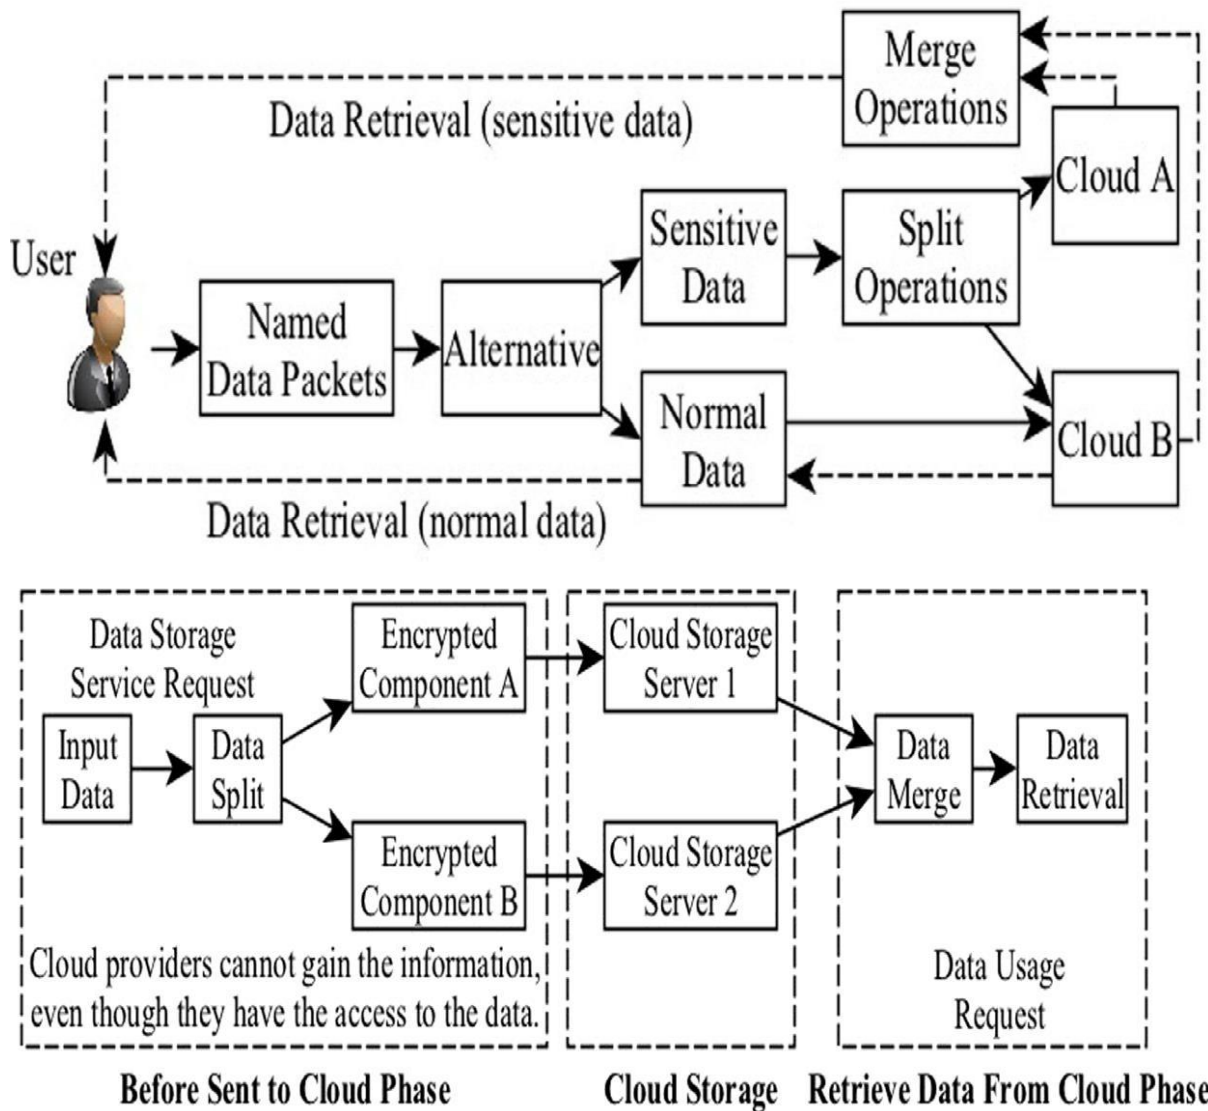 Merge
Operations
Data Retrieval (sensitive data)
Cloud A
User
Sensitive
Data
Split
Operations
Named
Data Packets
Alternative
Normal
Data
Cloud B
Data Retrieval (normal data)
Data Storage
Service Request
Input
Data
Data
Split
Encrypted
Component A
Encrypted
Component B
Cloud providers cannot gain the information,
even though they have the access to the data.
Before Sent to Cloud Phase
Cloud Storage
Server 1
Cloud Storage
Server 2
Cloud Storage
Data
Merge
Data
Retrieval
Data Usage
Request
Retrieve Data From Cloud Phase